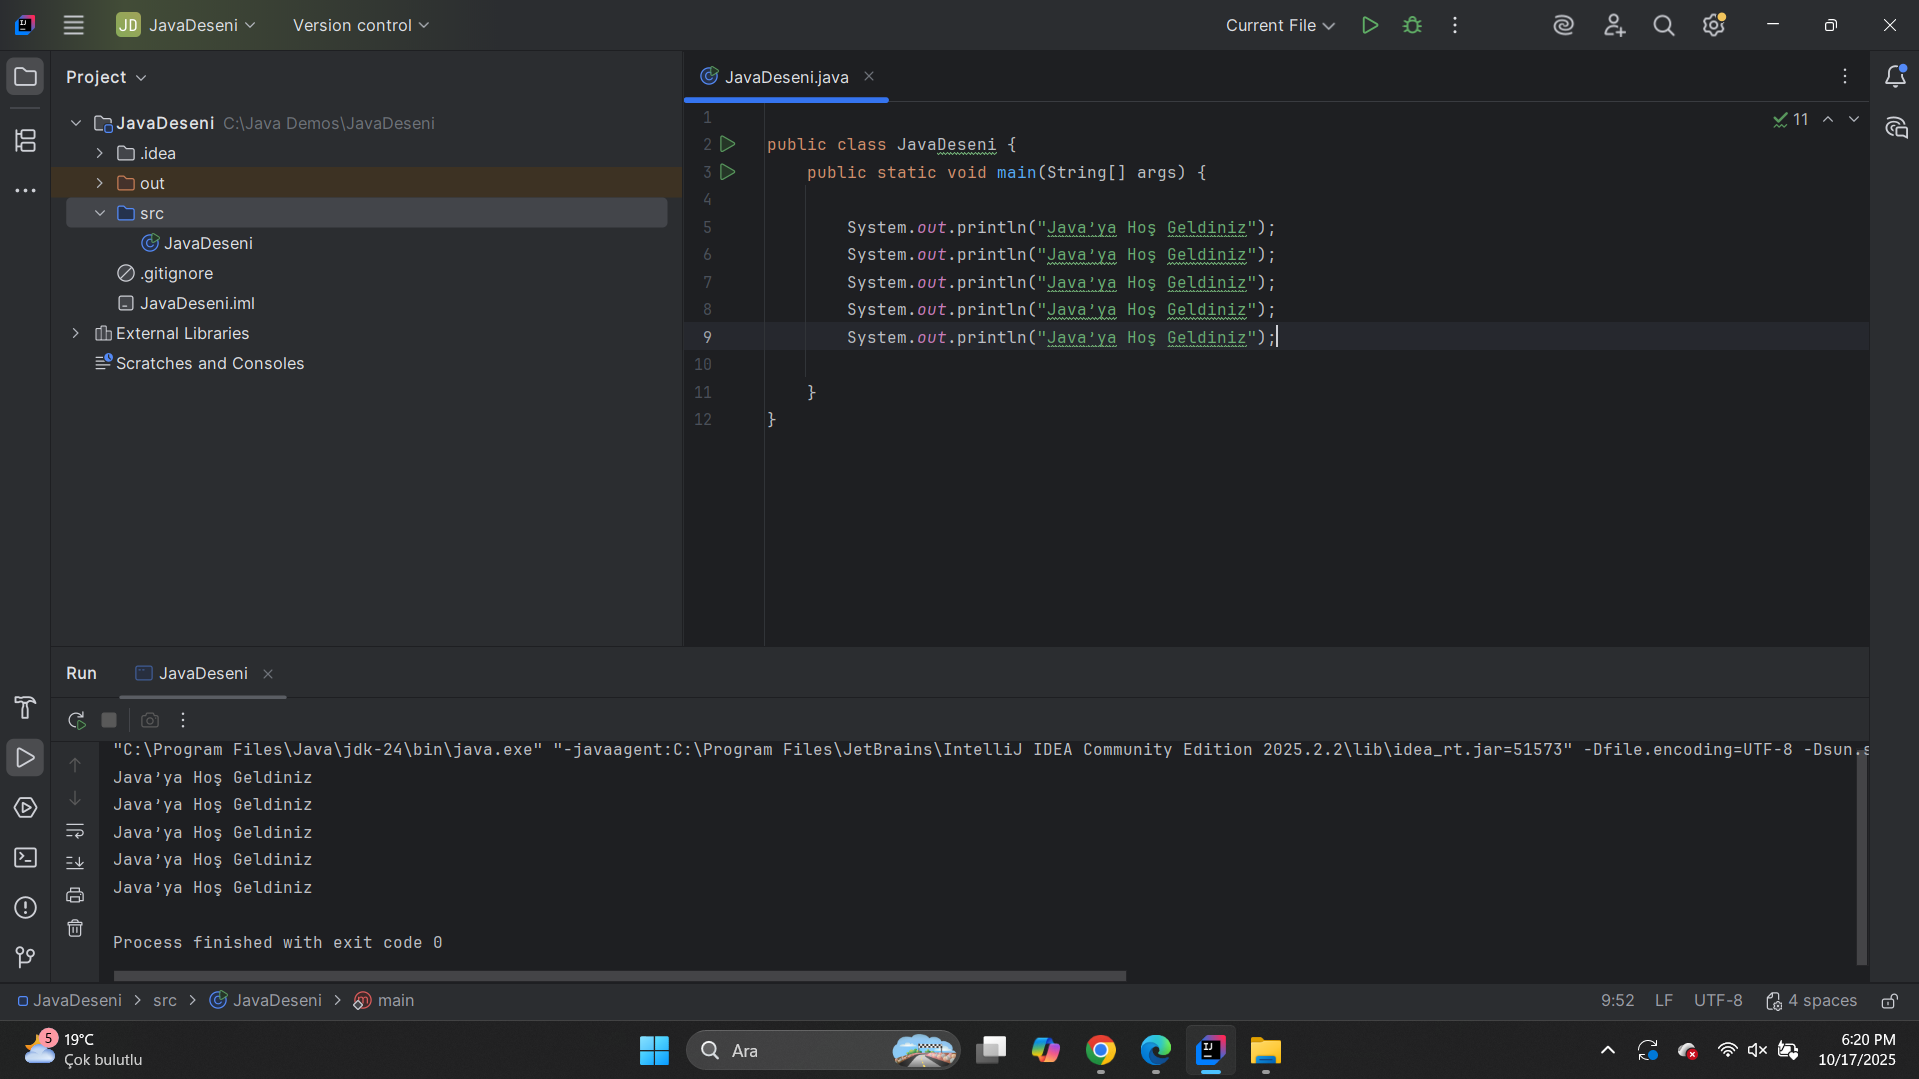 JD JavaDeseni Version control Current File
Project
JavaDeseni.java
JavaDeseni C:\Java Demos\JavaDeseni
.idea
out
src
JavaDeseni
.gitignore
JavaDeseni.iml
External Libraries
Scratches and Consoles
11
1
2 public class JavaDeseni {
3 public static void main(String[] args) {
4
5 System.out.println("Java’ya Hoş Geldiniz");
6 System.out.println("Java’ya Hoş Geldiniz");
7 System.out.println("Java’ya Hoş Geldiniz");
8 System.out.println("Java’ya Hoş Geldiniz");
9 System.out.println("Java’ya Hoş Geldiniz");
10
11 }
12 }
Run JavaDeseni
"C:\Program Files\Java\jdk-24\bin\java.exe" "-javaagent:C:\Program Files\JetBrains\IntelliJ IDEA Community Edition 2025.2.2\lib\idea_rt.jar=51573" -Dfile.encoding=UTF-8 -Dsun.s
Java’ya Hoş Geldiniz
Java’ya Hoş Geldiniz
Java’ya Hoş Geldiniz
Java’ya Hoş Geldiniz
Java’ya Hoş Geldiniz
Process finished with exit code 0
JavaDeseni src JavaDeseni main 9:52 LF UTF-8 4 spaces
5 19°C
Çok bulutlu
Ara
6:20 PM
10/17/2025